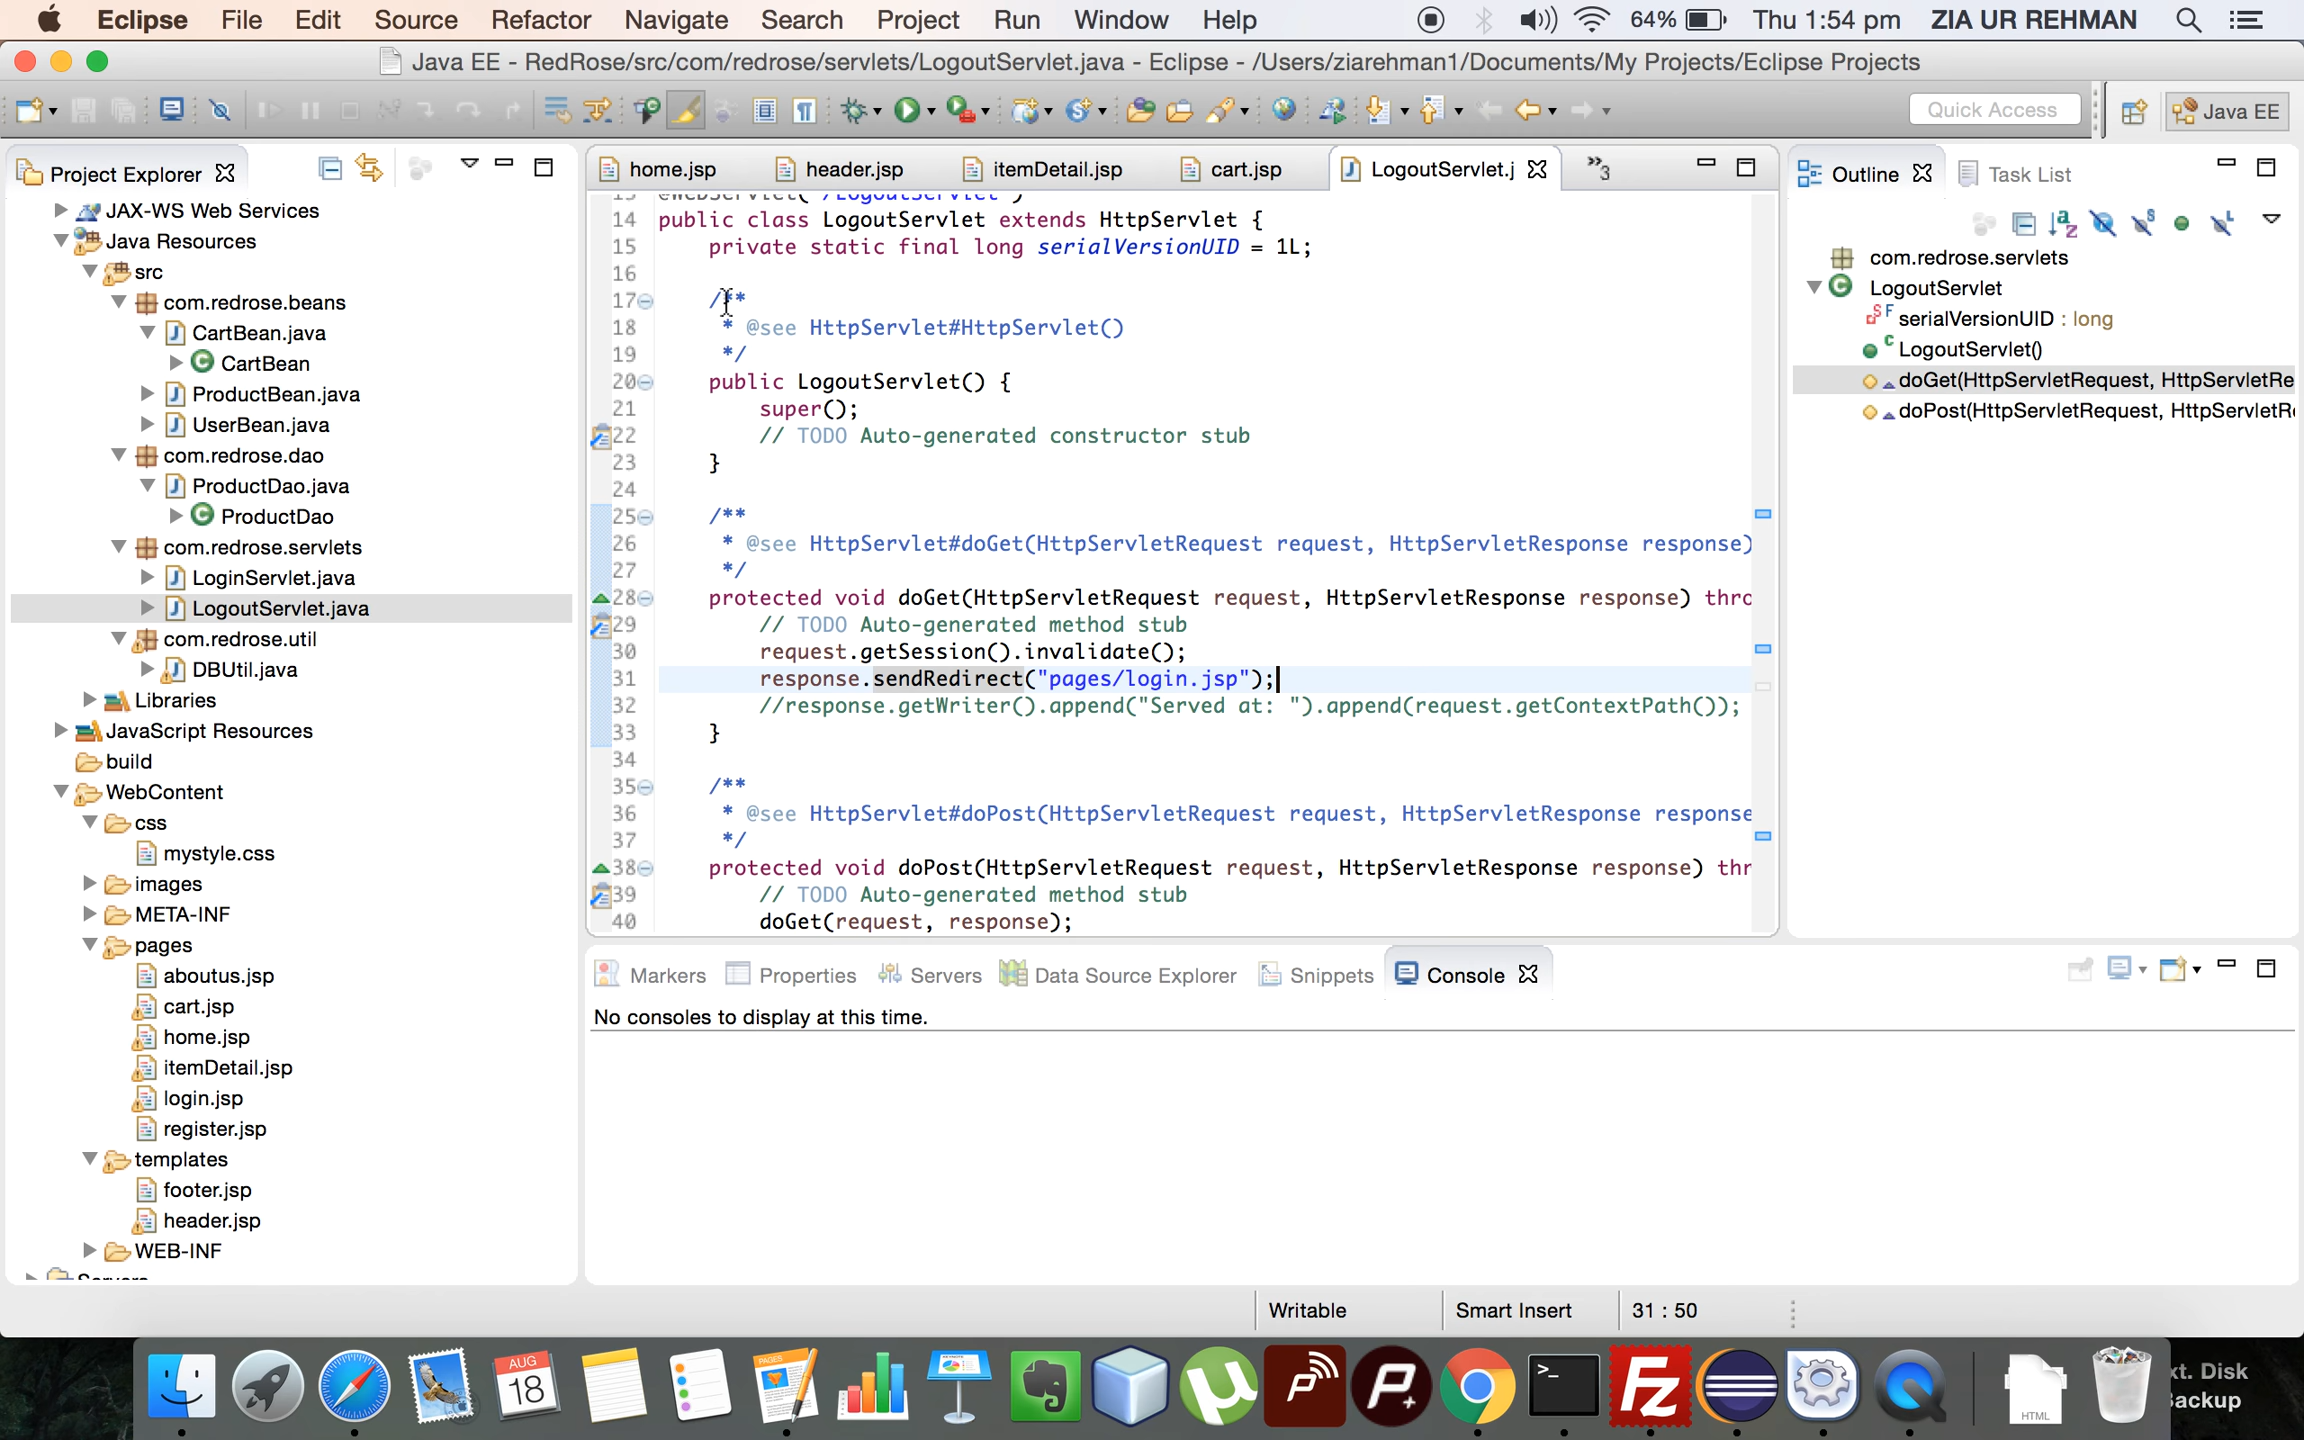 Eclipse File Edit Source Refactor Navigate Search Project Run Window Help 64% Thu 1:54 pm ZIA UR REHMAN
Java EE - RedRose/src/com/redrose/servlets/LogoutServlet.java - Eclipse - /Users/ziarehman1/Documents/My Projects/Eclipse Projects
Quick Access Java EE
Project Explorer
JAX-WS Web Services
Java Resources
src
com.redrose.beans
CartBean.java
CartBean
ProductBean.java
UserBean.java
com.redrose.dao
ProductDao.java
ProductDao
com.redrose.servlets
LoginServlet.java
LogoutServlet.java
com.redrose.util
DBUtil.java
Libraries
JavaScript Resources
build
WebContent
css
mystyle.css
images
META-INF
pages
aboutus.jsp
cart.jsp
home.jsp
itemDetail.jsp
login.jsp
register.jsp
templates
footer.jsp
header.jsp
WEB-INF
Servers
home.jsp header.jsp itemDetail.jsp cart.jsp LogoutServlet.j »3
13 @WebServlet("/LogoutServlet")
14 public class LogoutServlet extends HttpServlet {
15 private static final long serialVersionUID = 1L;
16
17 /**
18 * @see HttpServlet#HttpServlet()
19 */
20 public LogoutServlet() {
21 super();
22 // TODO Auto-generated constructor stub
23 }
24
25 /**
26 * @see HttpServlet#doGet(HttpServletRequest request, HttpServletResponse response)
27 */
28 protected void doGet(HttpServletRequest request, HttpServletResponse response) thro
29 // TODO Auto-generated method stub
30 request.getSession().invalidate();
31 response.sendRedirect("pages/login.jsp");
32 //response.getWriter().append("Served at: ").append(request.getContextPath());
33 }
34
35 /**
36 * @see HttpServlet#doPost(HttpServletRequest request, HttpServletResponse response
37 */
38 protected void doPost(HttpServletRequest request, HttpServletResponse response) thr
39 // TODO Auto-generated method stub
40 doGet(request, response);
Outline Task List
com.redrose.servlets
LogoutServlet
serialVersionUID : long
LogoutServlet()
doGet(HttpServletRequest, HttpServletRe
doPost(HttpServletRequest, HttpServletR
Markers Properties Servers Data Source Explorer Snippets Console
No consoles to display at this time.
Writable Smart Insert 31 : 50
AUG
18
PAGES
HTML
xt. Disk
Backup